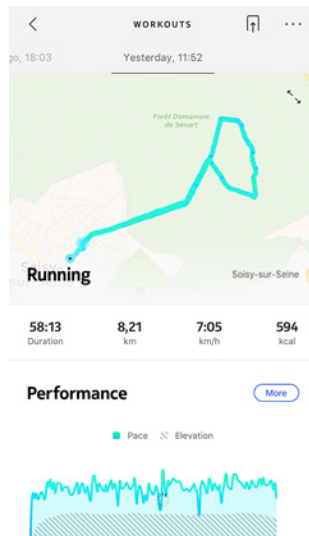 WORKOUTS
go, 18:03
Yesterday, 11:52
Forêt Domaniale
de Sénart
Running
Soisy-sur-Seine
58:13
8,21
7:05
594
Duration
km
km/h
kcal
Performance
More
Pace
Elevation